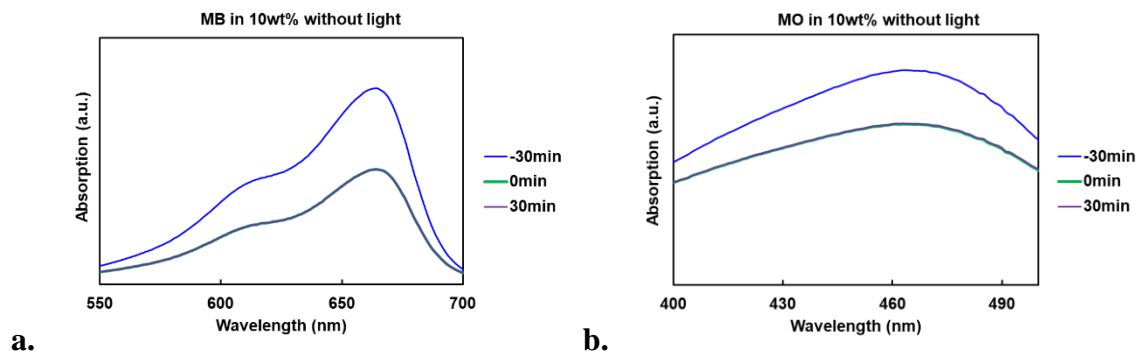 MB in 10wt% without light
Absorption (a.u.)
-30min
0min
30min
550 600 650 700
Wavelength (nm)
a.
MO in 10wt% without light
Absorption (a.u.)
-30min
0min
30min
400 430 460 490
Wavelength (nm)
b.